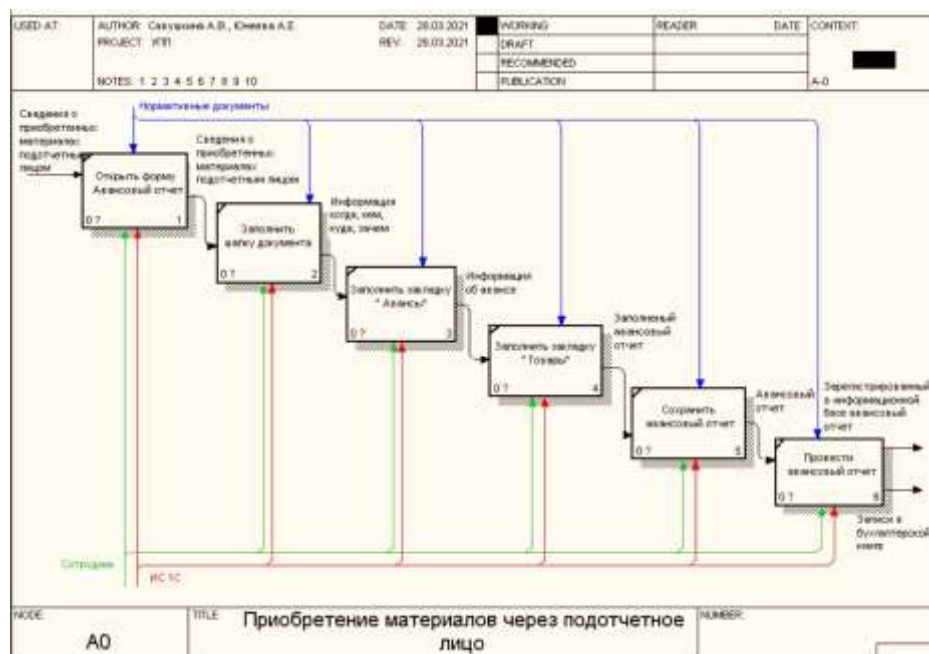 USED AT:
AUTHOR: Савушкина А.В., Юнеева А.Е.
DATE: 28.03.2021
WORKING
READER
DATE
CONTEXT:
PROJECT: УПП
REV: 28.03.2021
DRAFT
RECOMMENDED
NOTES: 1 2 3 4 5 6 7 8 9 10
PUBLICATION
A-0
Нормативные документы
Сведения о
приобретенных
материалах
подотчетным
лицом
Открыть форму
Авансовый отчет
0 ?
1
Сведения о
приобретенных
материалах
подотчетным лицом
Заполнить
шапку документа
0 ?
2
Информация
когда, кем,
куда, зачем
Заполнить закладку
"Авансы"
0 ?
3
Информация
об авансе
Заполнить закладку
"Товары"
0 ?
4
Заполненый
авансовый
отчет
Сохранить
авансовый отчет
0 ?
5
Авансовый
отчет
Провести
авансовый отчет
0 ?
6
Зарегистрированный
в информационной
базе авансовый
отчет
Записи в
бухгалтерской
книге
Сотрудник
ИС 1С
NODE:
A0
TITLE:
Приобретение материалов через подотчетное
лицо
NUMBER: